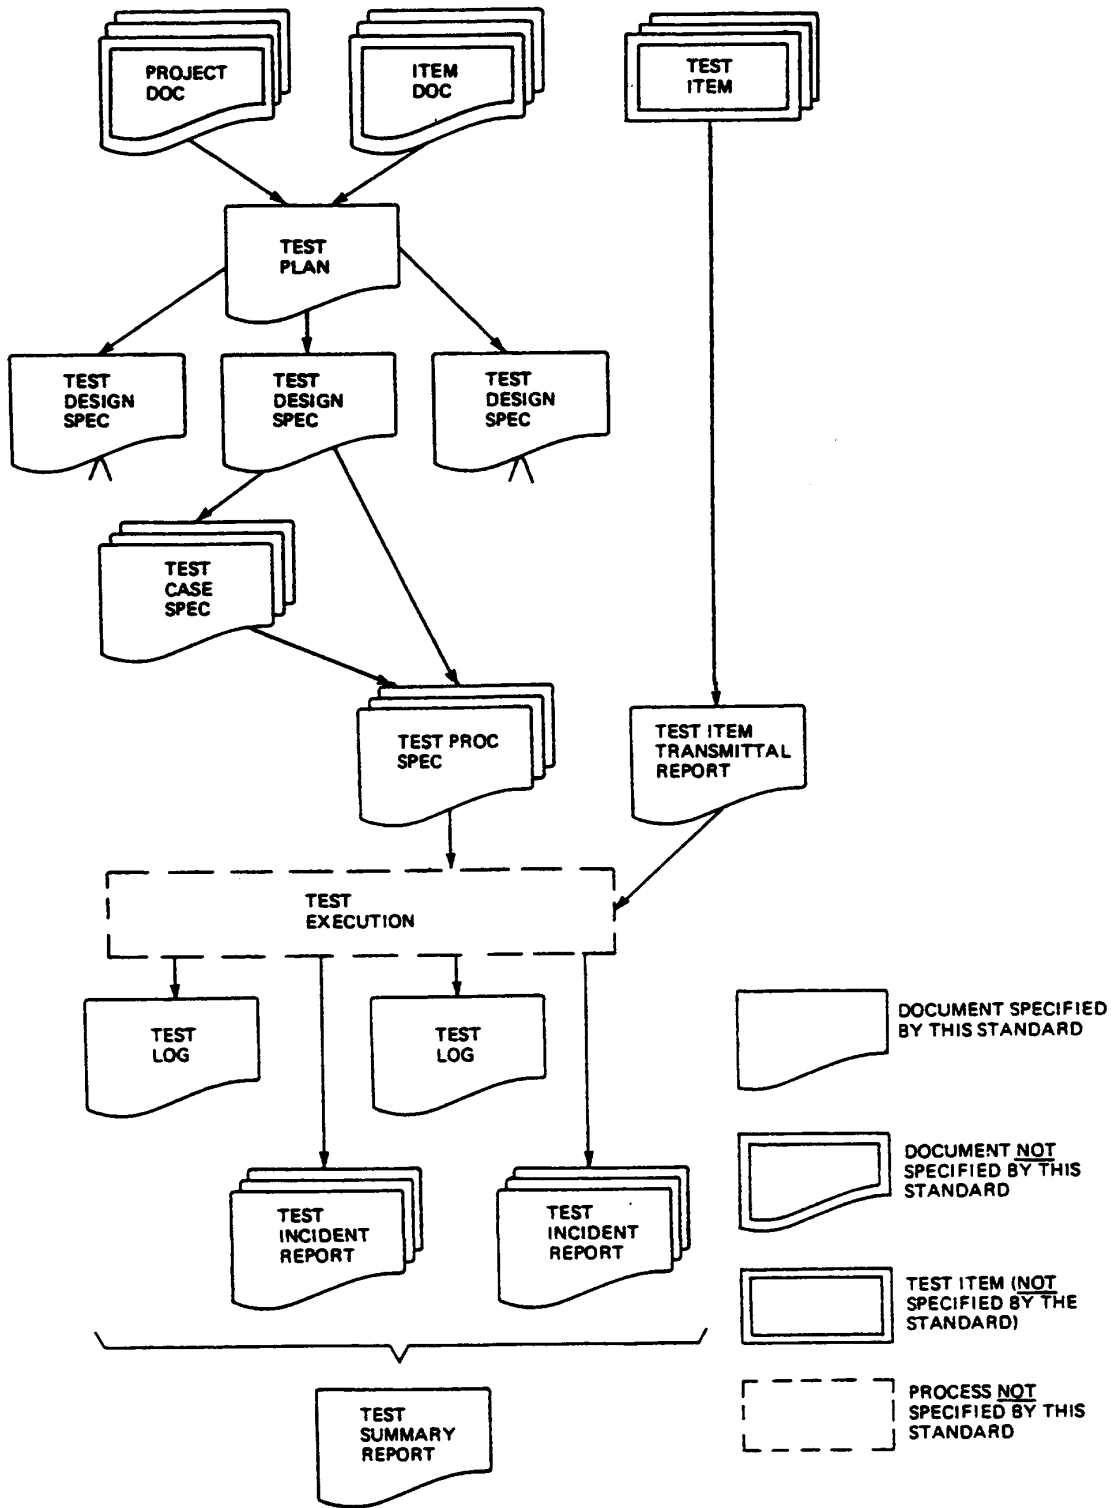 PROJECT
DOC
ITEM
DOC
TEST
ITEM
TEST
PLAN
TEST
DESIGN
SPEC
TEST
DESIGN
SPEC
TEST
DESIGN
SPEC
TEST
CASE
SPEC
TEST PROC
SPEC
TEST ITEM
TRANSMITTAL
REPORT
TEST
EXECUTION
TEST
LOG
TEST
LOG
TEST
INCIDENT
REPORT
TEST
INCIDENT
REPORT
TEST
SUMMARY
REPORT
DOCUMENT SPECIFIED
BY THIS STANDARD
DOCUMENT NOT
SPECIFIED BY THIS
STANDARD
TEST ITEM (NOT
SPECIFIED BY THE
STANDARD)
PROCESS NOT
SPECIFIED BY THIS
STANDARD